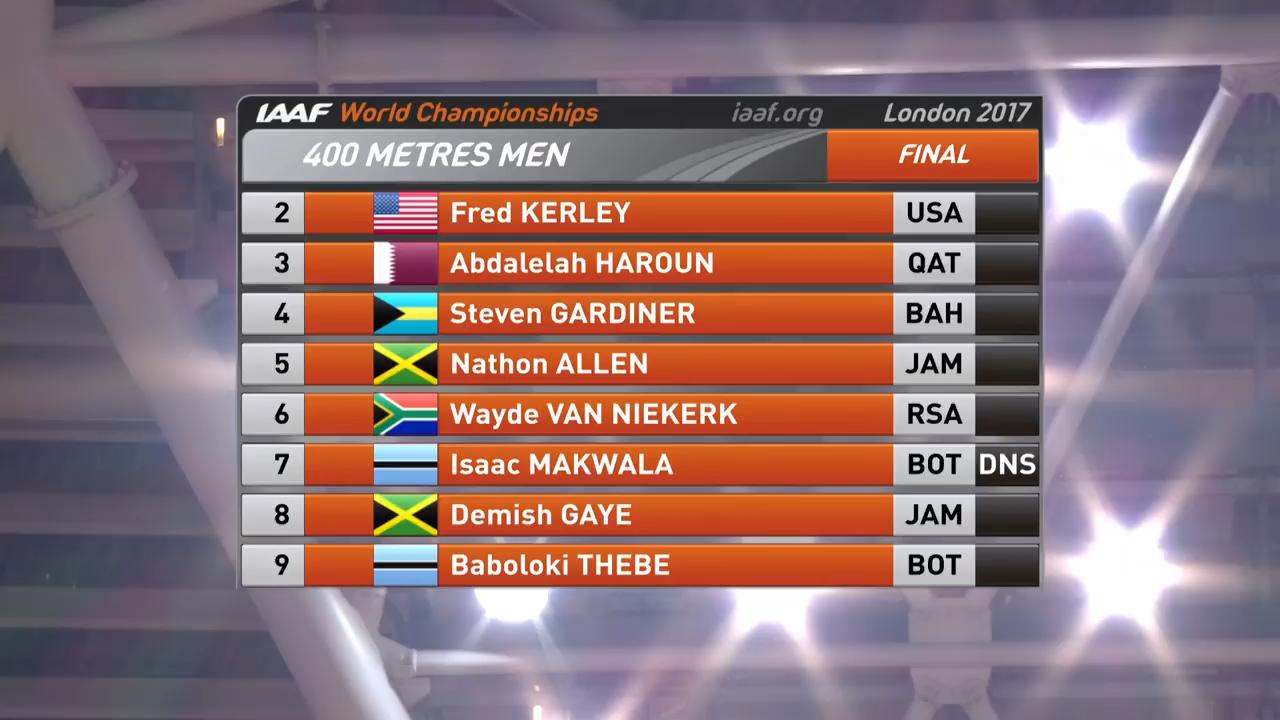 IAAF World Championships iaaf.org London 2017
400 METRES MEN FINAL
2 Fred KERLEY USA
3 Abdalelah HAROUN QAT
4 Steven GARDINER BAH
5 Nathon ALLEN JAM
6 Wayde VAN NIEKERK RSA
7 Isaac MAKWALA BOT DNS
8 Demish GAYE JAM
9 Baboloki THEBE BOT